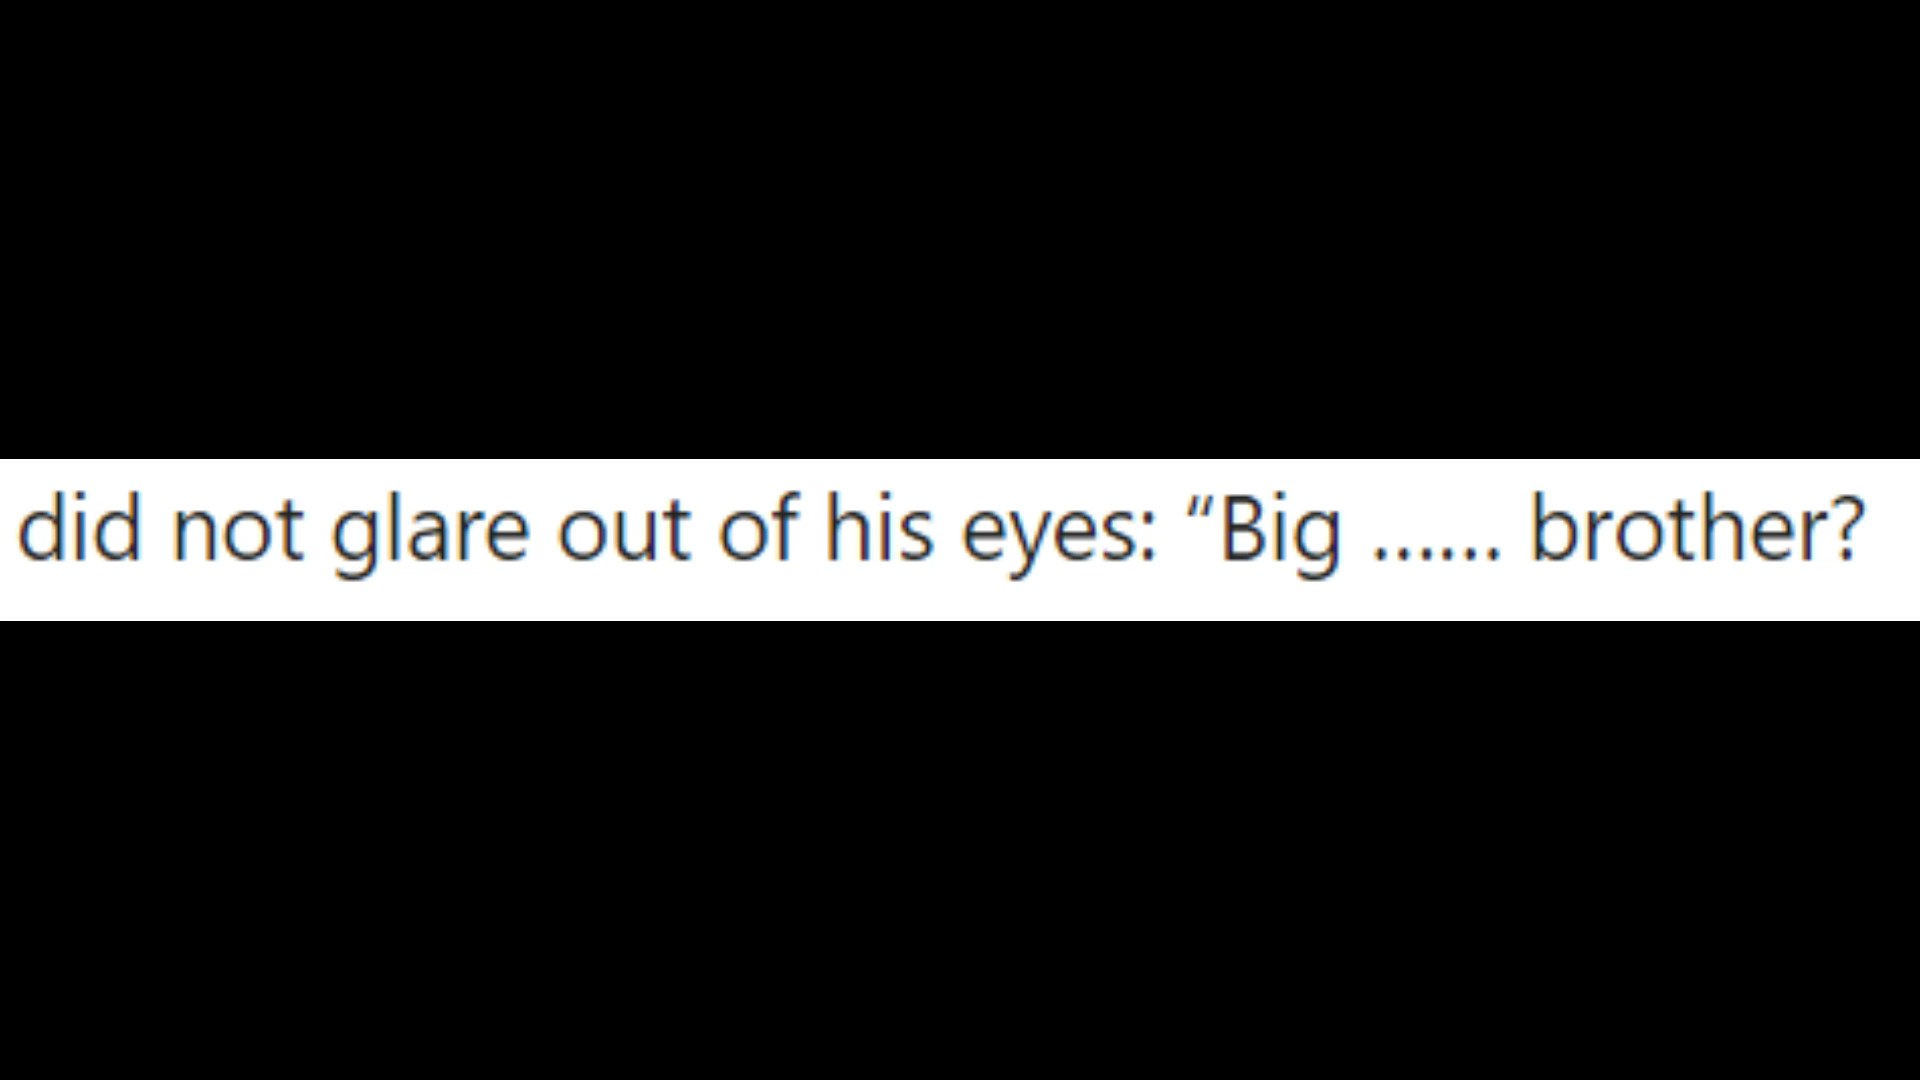 did not glare out of his eyes: “Big ...... brother?